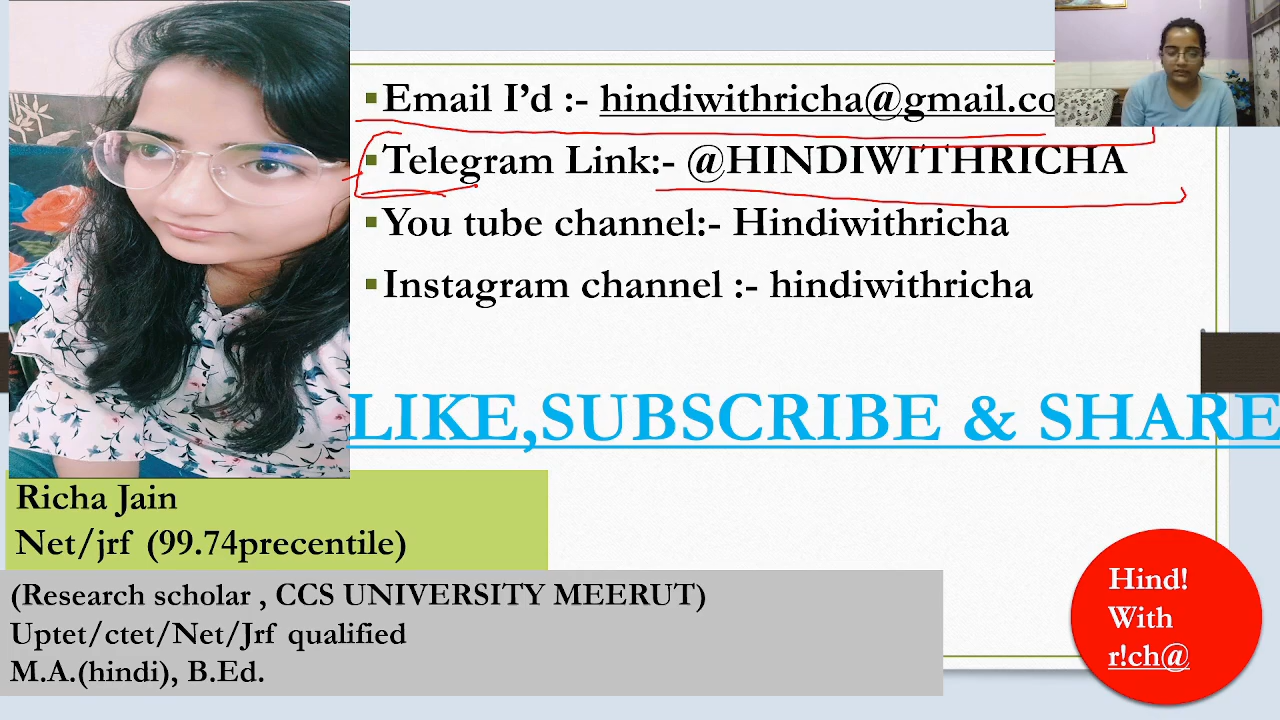 Email I’d :- hindiwithricha@gmail.co
Telegram Link:- @HINDIWITHRICHA
You tube channel:- Hindiwithricha
Instagram channel :- hindiwithricha
LIKE,SUBSCRIBE & SHARE
Richa Jain
Net/jrf (99.74precentile)
(Research scholar , CCS UNIVERSITY MEERUT)
Uptet/ctet/Net/Jrf qualified
M.A.(hindi), B.Ed.
Hind!
With
r!ch@